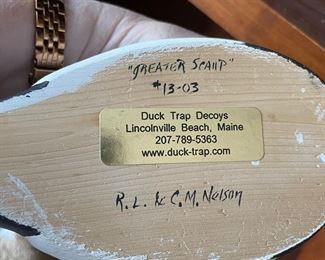 "GREATER SCAUP"
#13-03
Duck Trap Decoys
Lincolnville Beach, Maine
207-789-5363
www.duck-trap.com
R.L. & C.M. Nelson